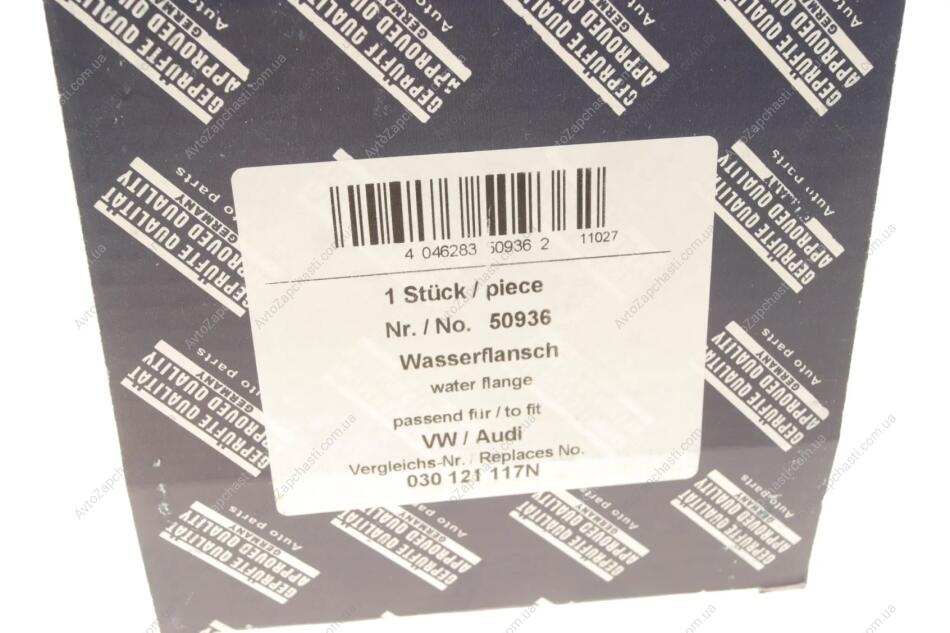 4 046283 50936 2 11027
1 Stück / piece
Nr. / No. 50936
Wasserflansch
water flange
passend für / to fit
VW / Audi
Vergleichs-Nr. / Replaces No.
030 121 117N
GEPRÜFTE QUALITÄT
APPROVED QUALITY
GERMANY
Auto parts
AvtoZapchasti.com.ua